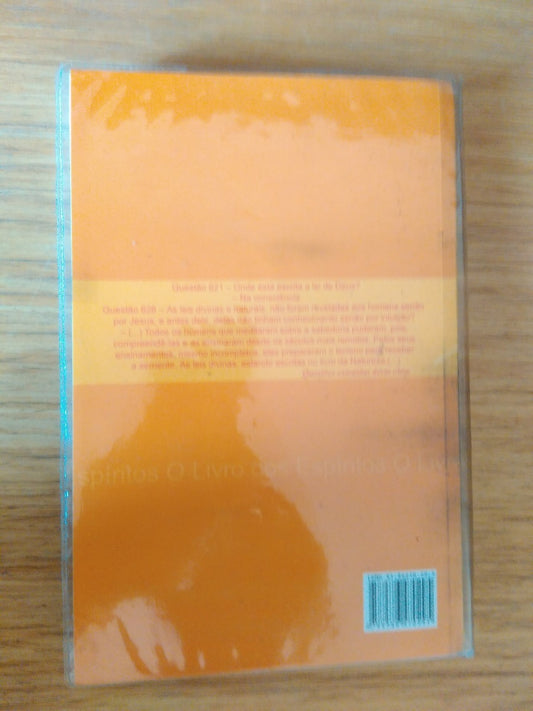 Questão 621 – Onde está escrita a lei de Deus?
– Na consciência.
Questão 626 – As leis divinas e naturais não foram reveladas aos homens senão
por Jesus, e antes dele, delas não tinham conhecimento senão por intuição?
– (...) Todos os homens que meditaram sobre a sabedoria puderam, pois,
compreendê-las e as ensinaram desde os séculos mais remotos. Pelos seus
ensinamentos, mesmo incompletos, eles prepararam o terreno para receber
a semente. As leis divinas, estando escritas no livro da Natureza
spíritos O Livro dos Espíritos O Livr